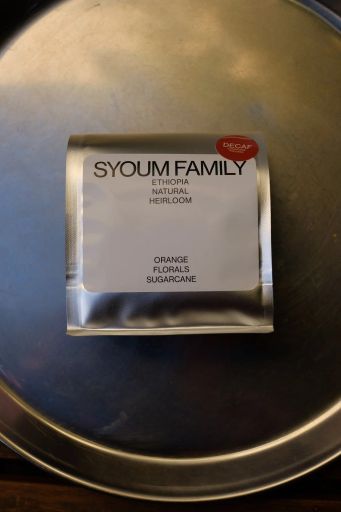 DECAF
SYOUM FAMILY
ETHIOPIA
NATURAL
HEIRLOOM
ORANGE
FLORALS
SUGARCANE